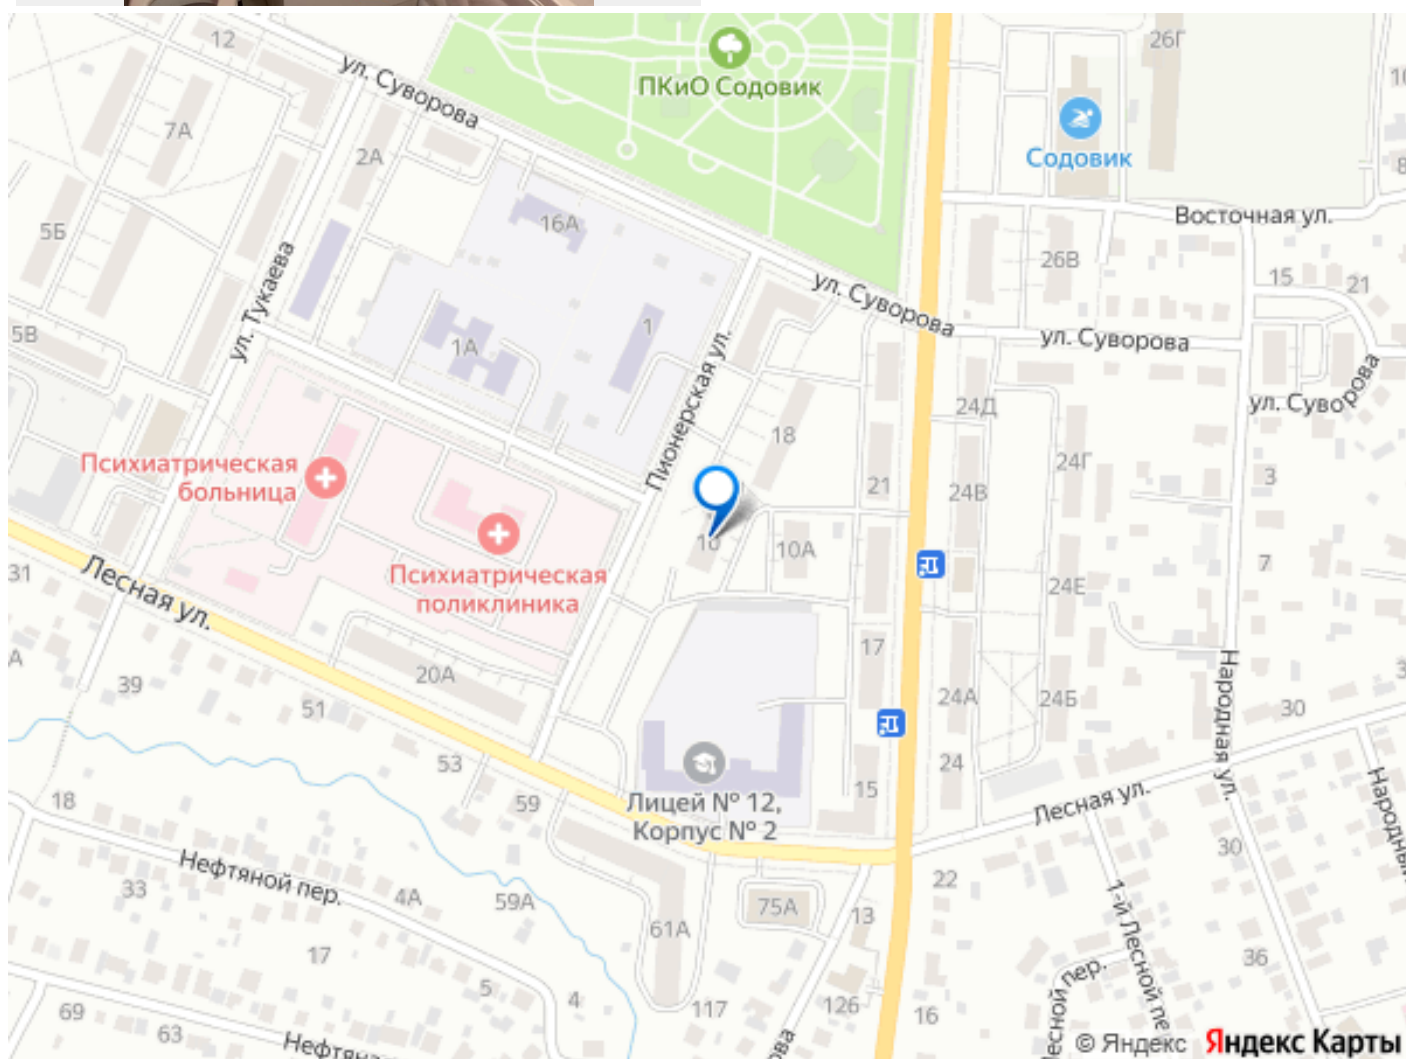 12
ул. Суворова
7А
2А
5Б
16А
ул. Тукаева
5В
1А
1
ПКиО Содовик
26Г
Содовик
Восточная ул.
26В
15
21
ул. Суворова
ул. Суворова
ул. Суворова
Пионерская ул.
18
24Д
24Г
21
24В
3
Психиатрическая
больница
10А
Психиатрическая
поликлиника
7
24Е
31
Лесная ул.
17
20А
39
51
24А
24Б
Народная ул.
30
53
59
24
15
Лицей № 12,
Корпус № 2
Лесная ул.
18
Нефтяной пер.
33
4А
59А
17
5
4
61А
75А
13
22
30
1-й Лесной пе
36
69
63
117
126
16
© Яндекс Яндекс Карты